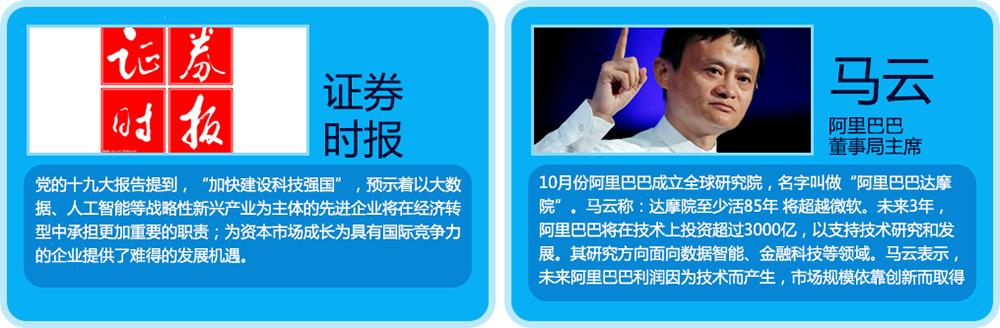 证券
时报
证券
时报
党的十九大报告提到，“加快建设科技强国”，预示着以大数
据、人工智能等战略性新兴产业为主体的先进企业将在经济转
型中承担更加重要的职责；为资本市场成长为具有国际竞争力
的企业提供了难得的发展机遇。
马云
阿里巴巴
董事局主席
10月份阿里巴巴成立全球研究院，名字叫做“阿里巴巴达摩
院”。马云称：达摩院至少活85年 将超越微软。未来3年，
阿里巴巴将在技术上投资超过3000亿，以支持技术研究和发
展。其研究方向面向数据智能、金融科技等领域。马云表示，
未来阿里巴巴利润因为技术而产生，市场规模依靠创新而取得